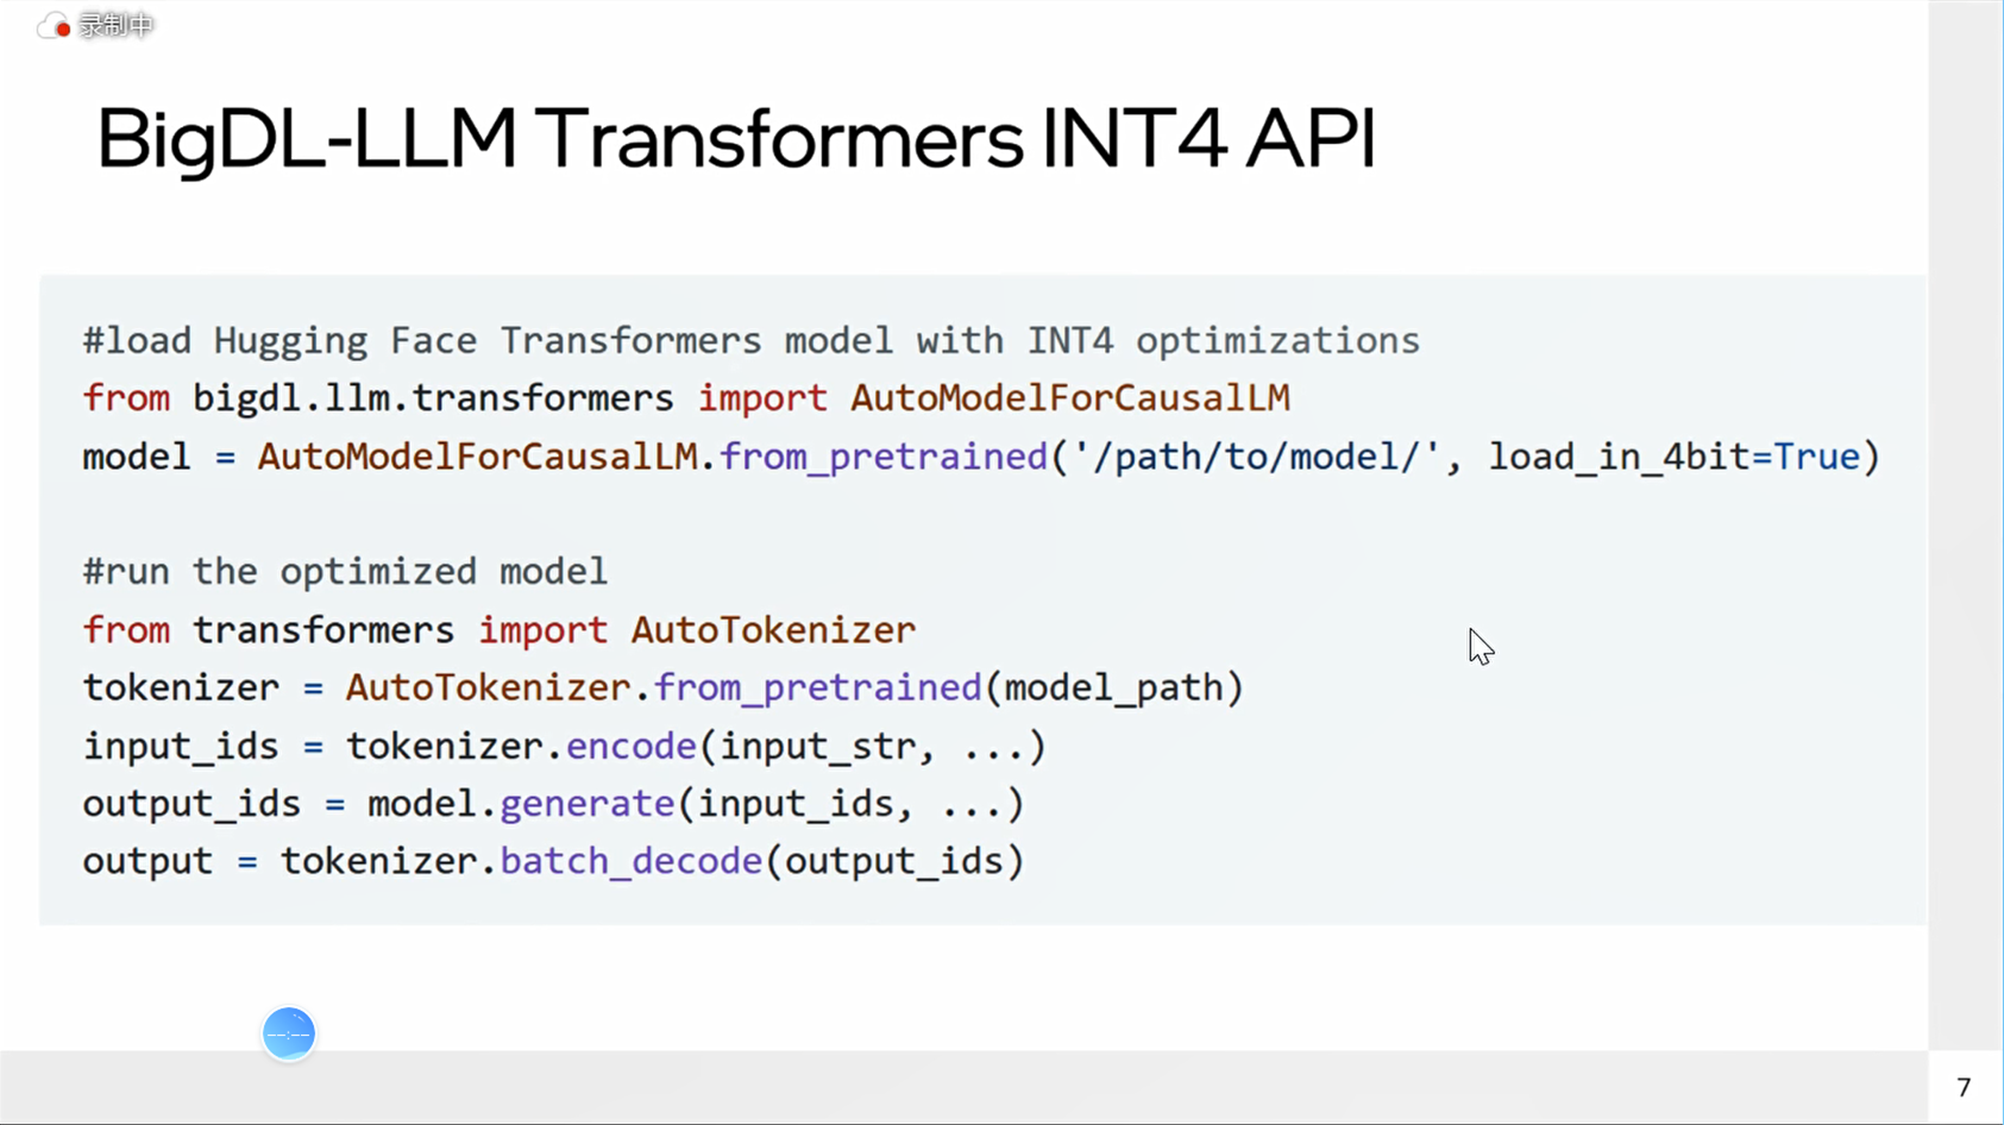 录制中
BigDL-LLM Transformers INT4 API
#load Hugging Face Transformers model with INT4 optimizations
from bigdl.llm.transformers import AutoModelForCausalLM
model = AutoModelForCausalLM.from_pretrained('/path/to/model/', load_in_4bit=True)
#run the optimized model
from transformers import AutoTokenizer
tokenizer = AutoTokenizer.from_pretrained(model_path)
input_ids = tokenizer.encode(input_str, ...)
output_ids = model.generate(input_ids, ...)
output = tokenizer.batch_decode(output_ids)
--:--
7